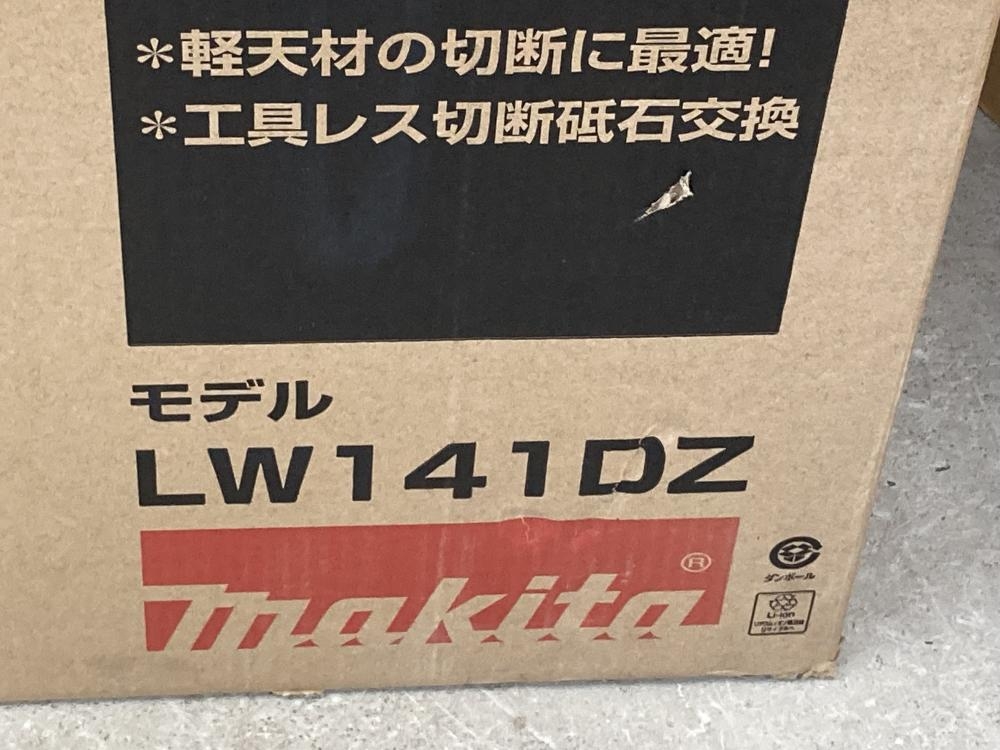 *軽天材の切断に最適!
*工具レス切断砥石交換
モデル
LW141DZ
makita®
ダンボール
Li-ion